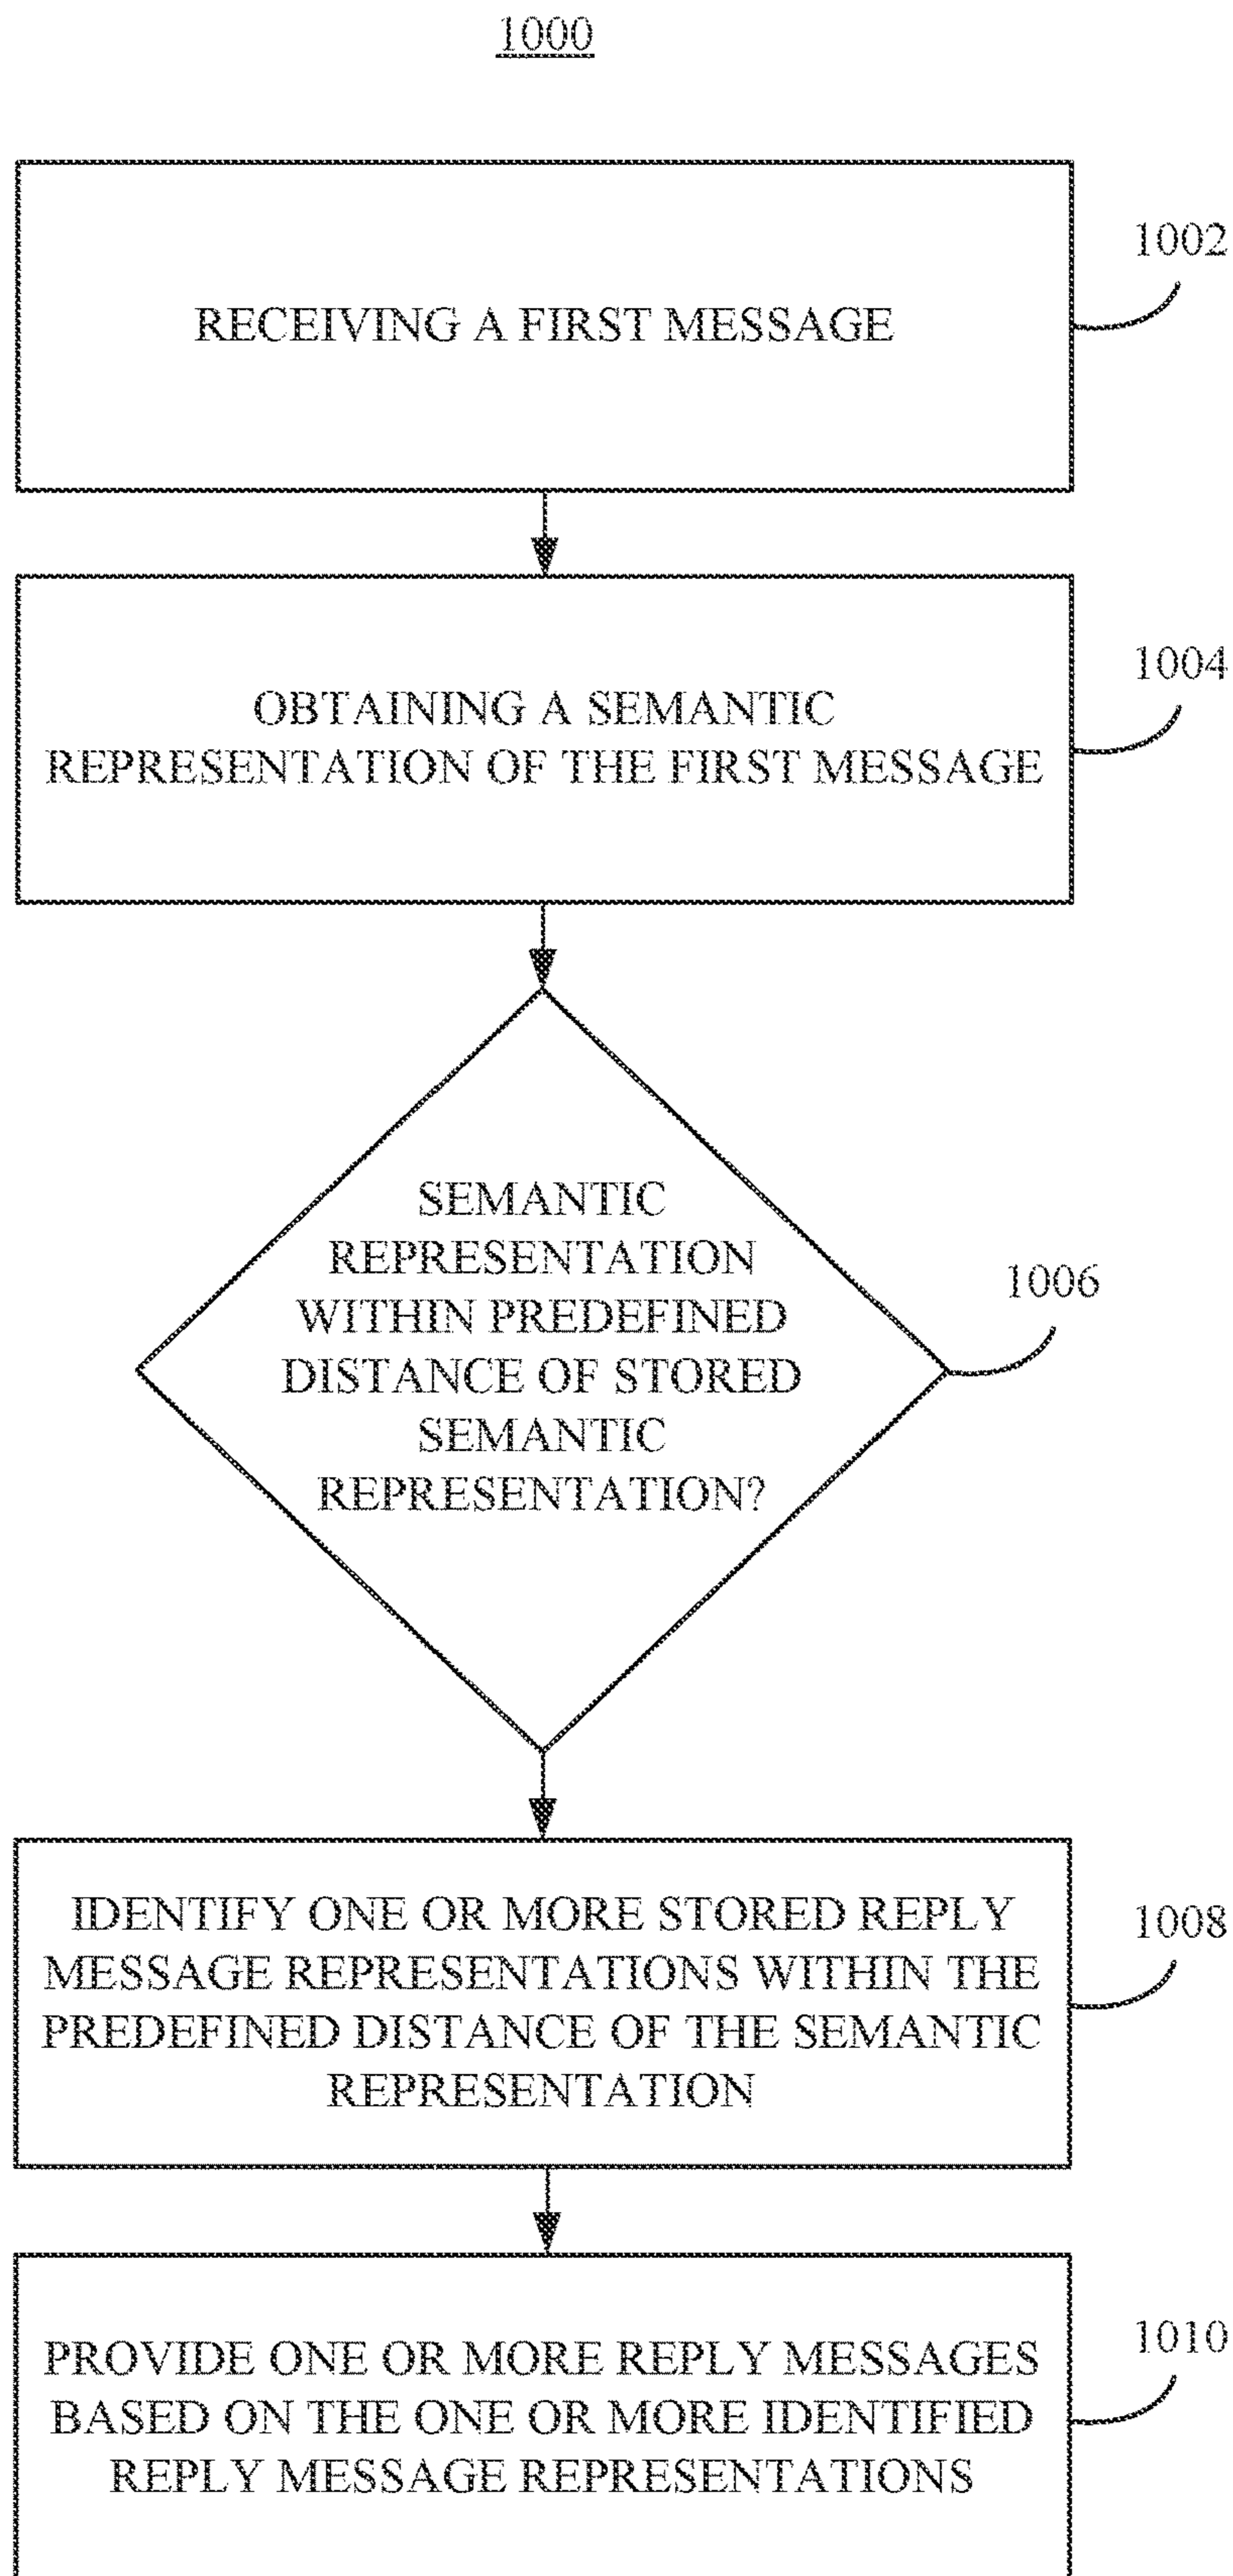 1000
RECEIVING A FIRST MESSAGE
1002
OBTAINING A SEMANTIC
REPRESENTATION OF THE FIRST MESSAGE
1004
SEMANTIC
REPRESENTATION
WITHIN PREDEFINED
DISTANCE OF STORED
SEMANTIC
REPRESENTATION?
1006
IDENTIFY ONE OR MORE STORED REPLY
MESSAGE REPRESENTATIONS WITHIN THE
PREDEFINED DISTANCE OF THE SEMANTIC
REPRESENTATION
1008
PROVIDE ONE OR MORE REPLY MESSAGES
BASED ON THE ONE OR MORE IDENTIFIED
REPLY MESSAGE REPRESENTATIONS
1010